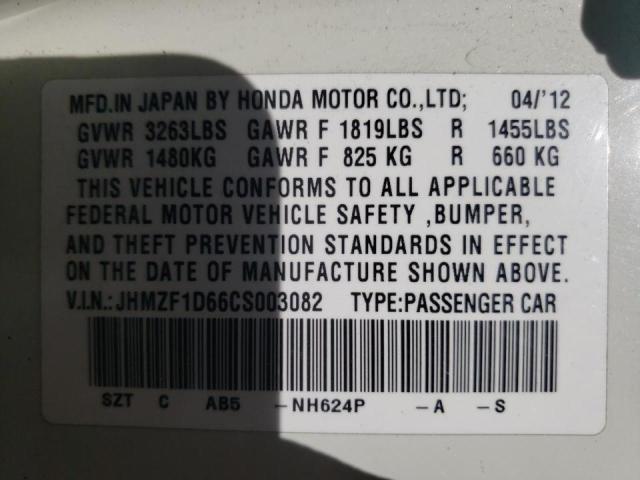 MFD.IN JAPAN BY HONDA MOTOR CO.,LTD; 04/'12
GVWR 3263LBS GAWR F 1819LBS R 1455LBS
GVWR 1480KG GAWR F 825 KG R 660 KG
THIS VEHICLE CONFORMS TO ALL APPLICABLE
FEDERAL MOTOR VEHICLE SAFETY ,BUMPER,
AND THEFT PREVENTION STANDARDS IN EFFECT
ON THE DATE OF MANUFACTURE SHOWN ABOVE.
V.I.N.:JHMZF1D66CS003082 TYPE:PASSENGER CAR
SZT C AB5 -NH624P -A -S